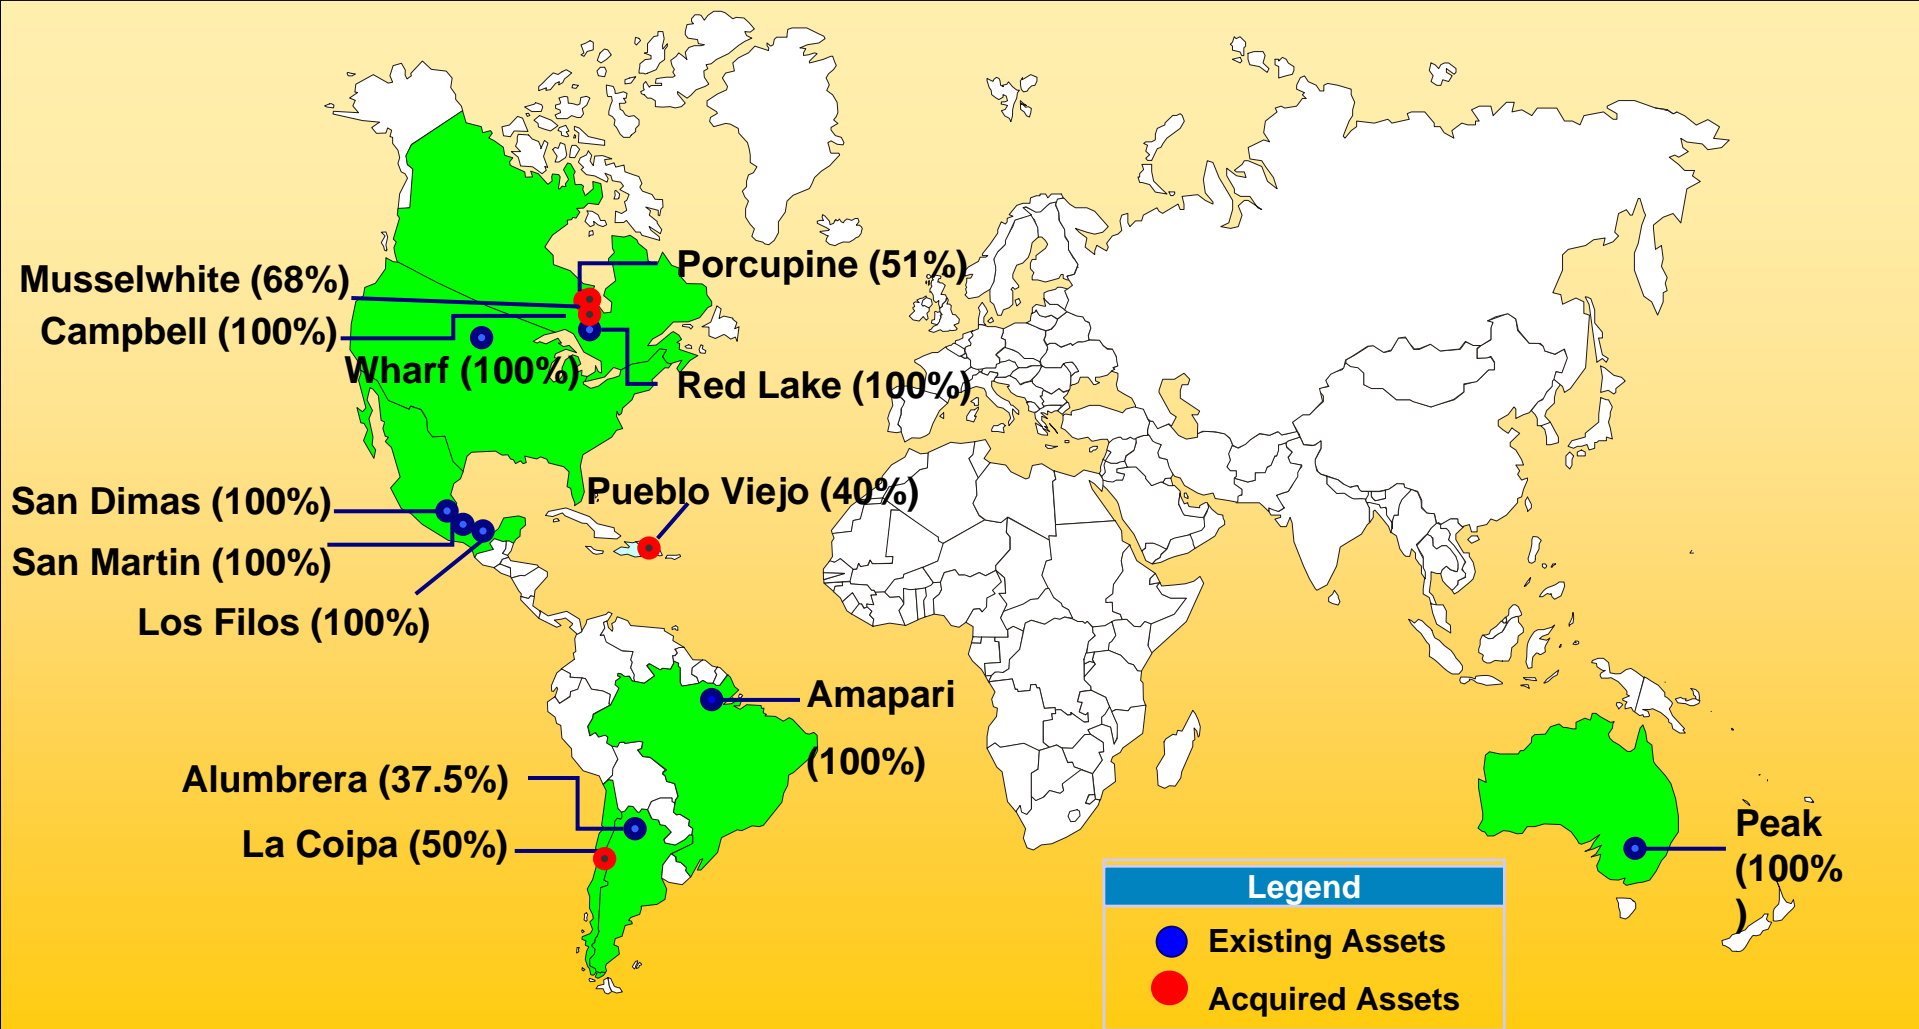 Porcupine (51%)
Musselwhite (68%)
Campbell (100%)
Wharf (100%)
Red Lake (100%)
Pueblo Viejo (40%)
San Dimas (100%)
San Martin (100%)
Los Filos (100%)
Amapari
(100%)
Alumbrera (37.5%)
La Coipa (50%)
Peak
(100%
)
Legend
Existing Assets
Acquired Assets